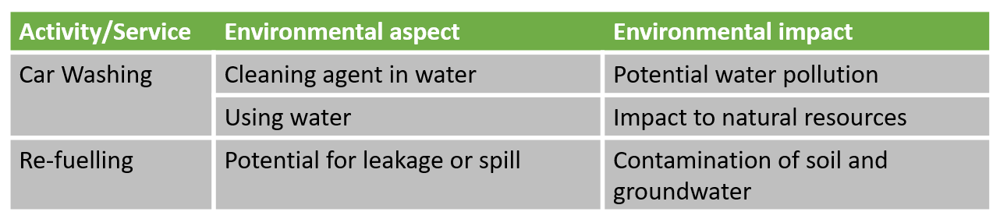 Activity/Service Environmental aspect Environmental impact
Car Washing Cleaning agent in water Potential water pollution
Using water Impact to natural resources
Re-fuelling Potential for leakage or spill Contamination of soil and
groundwater